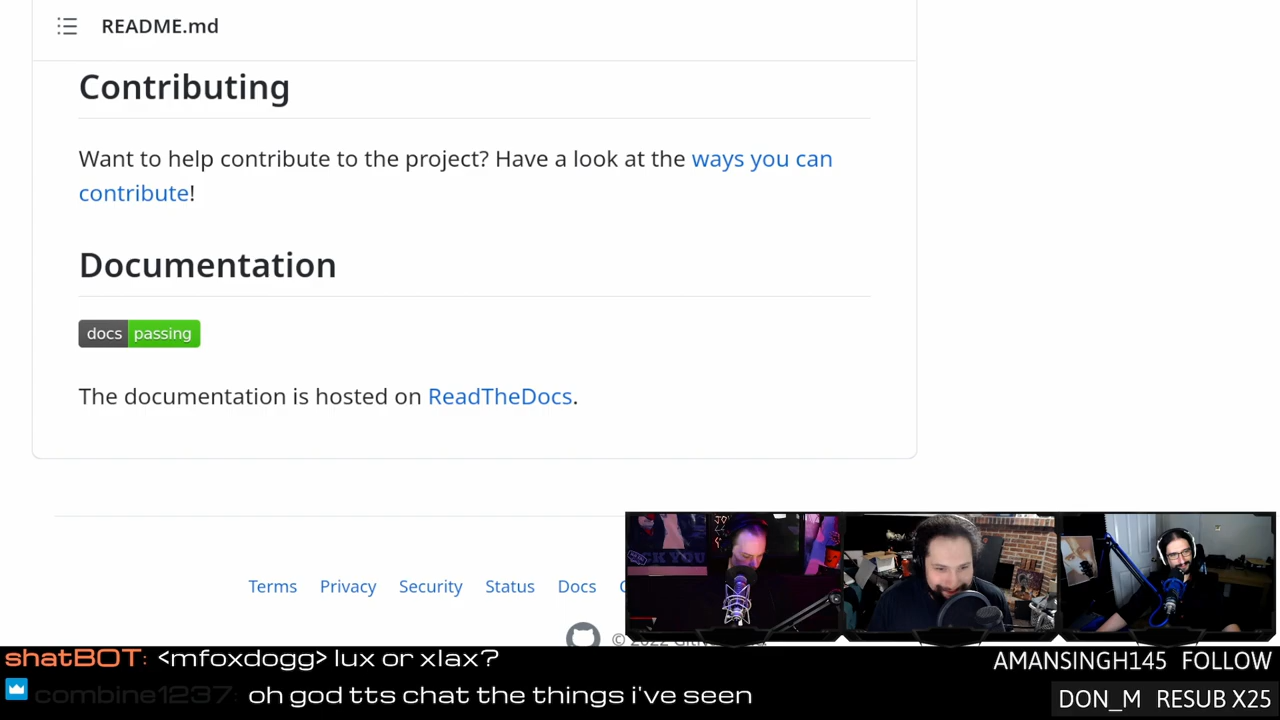 README.md
Contributing
Want to help contribute to the project? Have a look at the ways you can
contribute!
Documentation
docs passing
The documentation is hosted on ReadTheDocs.
Terms Privacy Security Status Docs
© 2022
shatBOT: <mfoxdogg> lux or xlax?
combine1237: oh god tts chat the things i've seen
AMANSINGH145 FOLLOW
DON_M RESUB X25